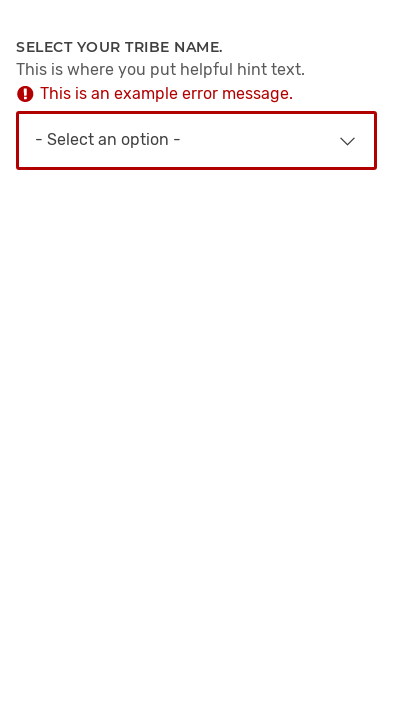 SELECT YOUR TRIBE NAME.
This is where you put helpful hint text.
This is an example error message.
- Select an option -